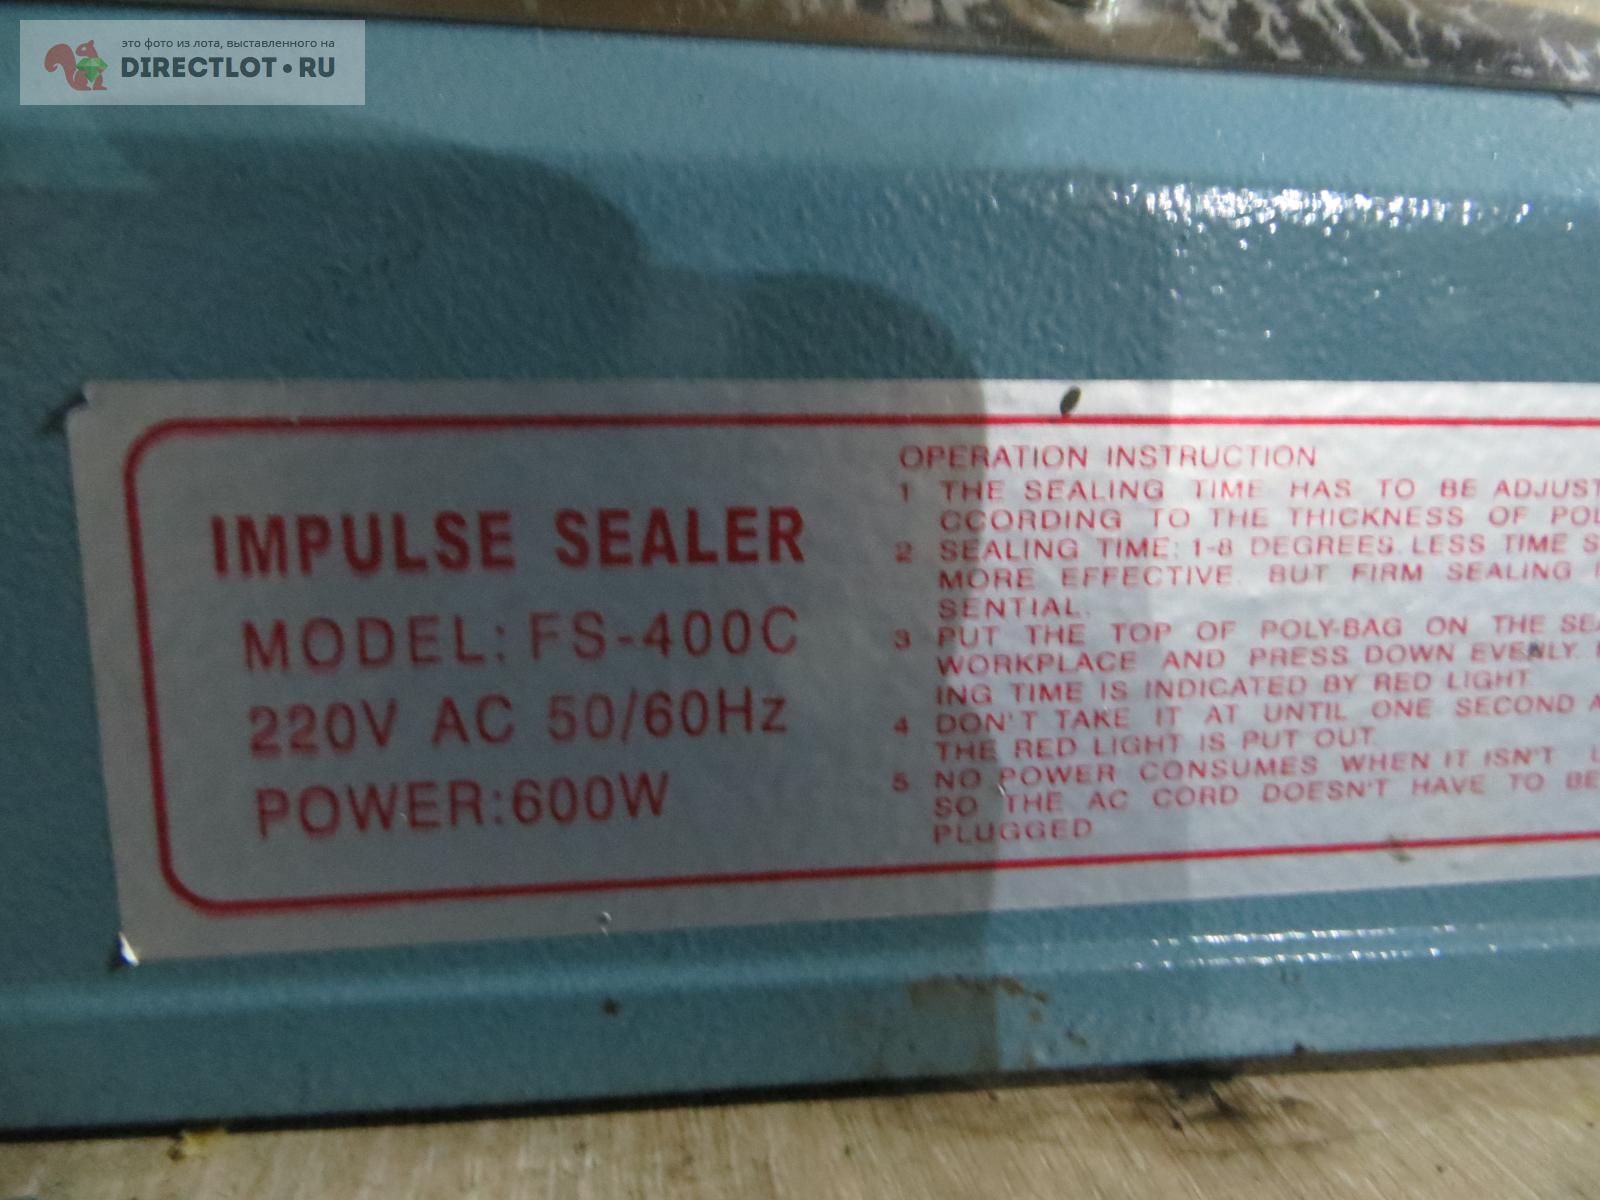 это фото из лота, выставленного на
DIRECTLOT•RU
IMPULSE SEALER
MODEL: FS-400C
220V AC 50/60Hz
POWER:600W
OPERATION INSTRUCTION
1 THE SEALING TIME HAS TO BE ADJUST
CCORDING TO THE THICKNESS OF POL
2 SEALING TIME: 1-8 DEGREES. LESS TIME S
MORE EFFECTIVE. BUT FIRM SEALING
SENTIAL.
3 PUT THE TOP OF POLY-BAG ON THE SEA
WORKPLACE AND PRESS DOWN EVENLY.
ING TIME IS INDICATED BY RED LIGHT
4 DON'T TAKE IT AT UNTIL ONE SECOND A
THE RED LIGHT IS PUT OUT
5 NO POWER CONSUMES WHEN IT ISN'T
SO THE AC CORD DOESN'T HAVE TO BE
PLUGGED